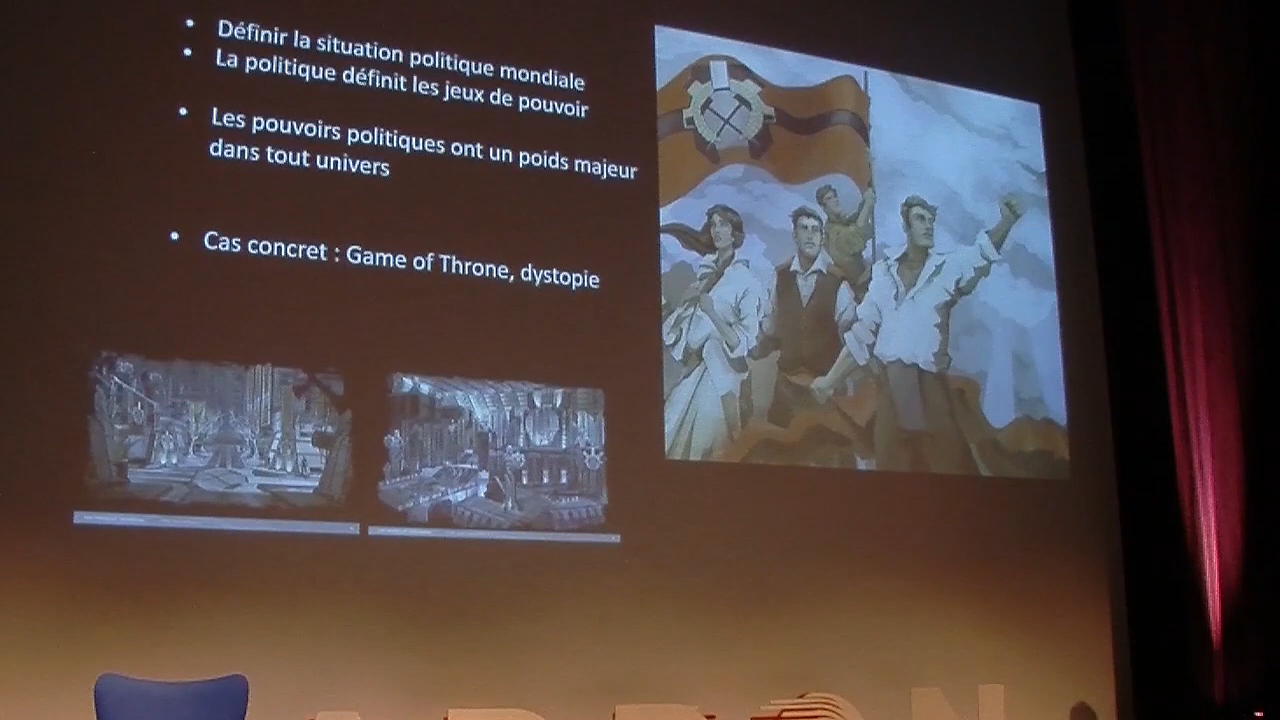 • Définir la situation politique mondiale
• La politique définit les jeux de pouvoir
• Les pouvoirs politiques ont un poids majeur
dans tout univers
• Cas concret : Game of Throne, dystopie